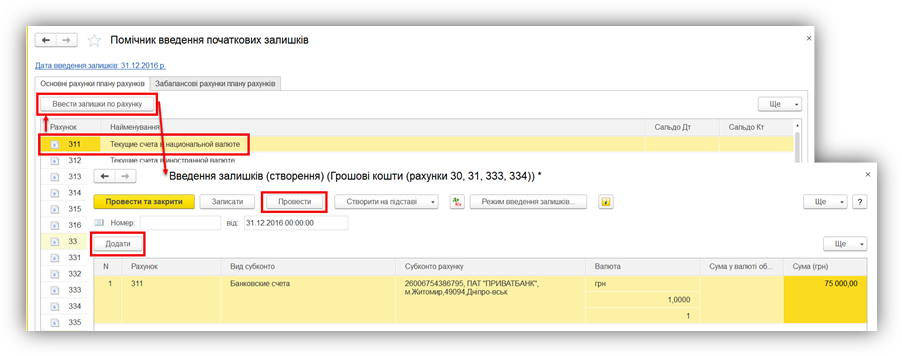 Помічник введення початкових залишків
Дата введення залишків: 31.12.2016 р.
Основні рахунки ппану рахунків Забалансові рахунки ппану рахунків
Ввести залишки по рахунку Ще
Рахунок Найменування Сальдо Дт Сальдо Кт
311 Текущие счета в национальной валюте
312 Текущие счета в иностранной валюте
313
314
315
316
33
331
332
333
334
335
Введення залишків (створення) (Грошові кошти (рахунки 30, 31, 333, 334)) *
Провести та закрити Записати Провести Створити на підставі Дт Кт Режим введення залишків... Ще ?
Номер: від: 31.12.2016 00:00:00
Додати Ще
N Рахунок Вид субконто Субконто рахунку Валюта Сума у валюті об... Сума (грн)
1 311 Банковские счета 26006754386795, ПАТ "ПРИВАТБАНК", грн 75 000,00
м.Житомир,49094,Дніпро-вськ
1,0000
1